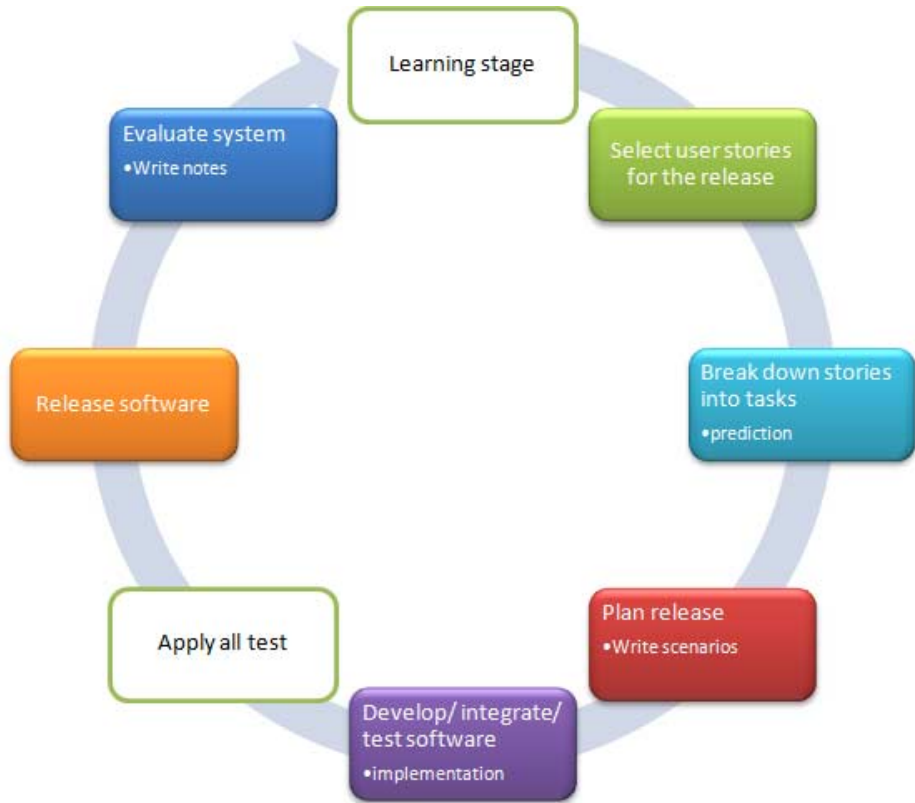 Learning stage
Select user stories
for the release
Break down stories
into tasks
•prediction
Plan release
•Write scenarios
Develop/ integrate/
test software
•implementation
Apply all test
Release software
Evaluate system
•Write notes